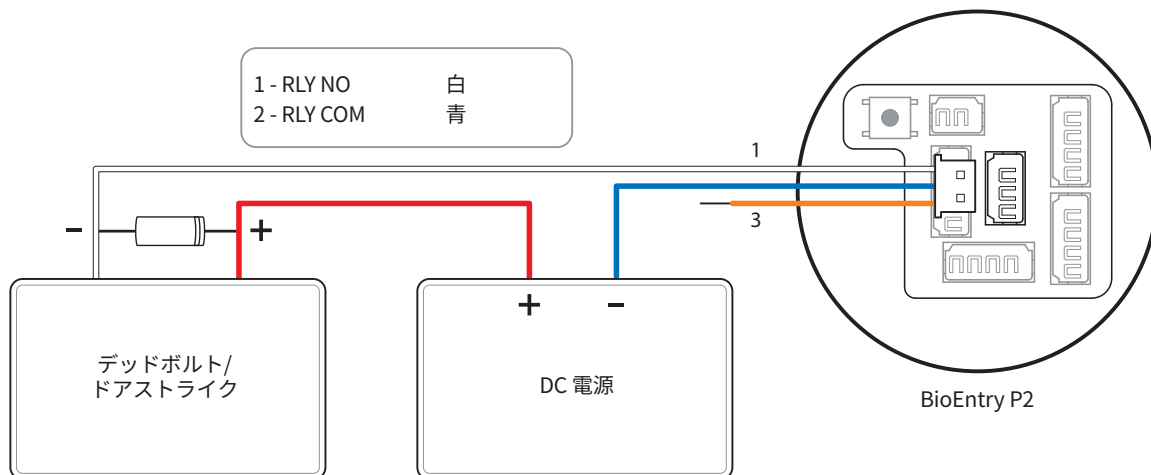 1 - RLY NO 白
2 - RLY COM 青
1
3
- +
+ -
デッドボルト/
ドアストライク
DC 電源
BioEntry P2